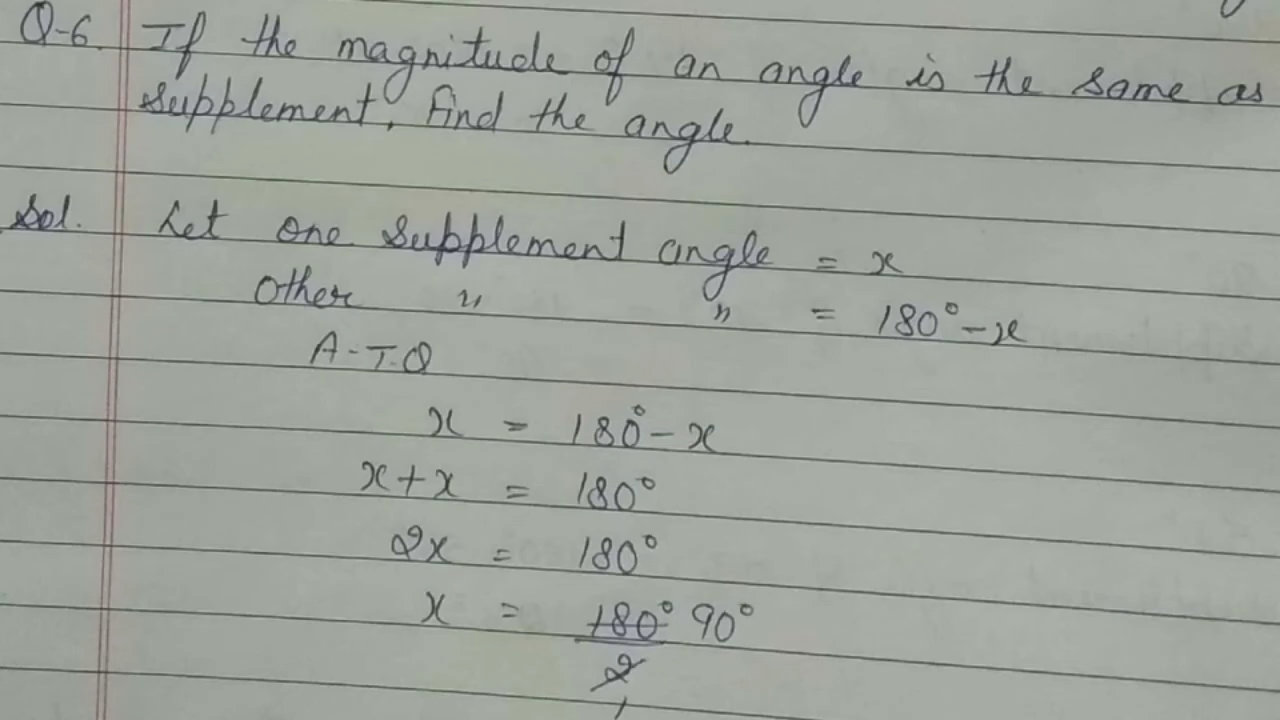 Q-6. If the magnitude of an angle is the same as
supplement, find the angle.
Sol. Let one supplement angle = x
Other " " = 180° - x
A-T.Q
x = 180° - x
x + x = 180°
2x = 180°
x = 180° 90°
2
1